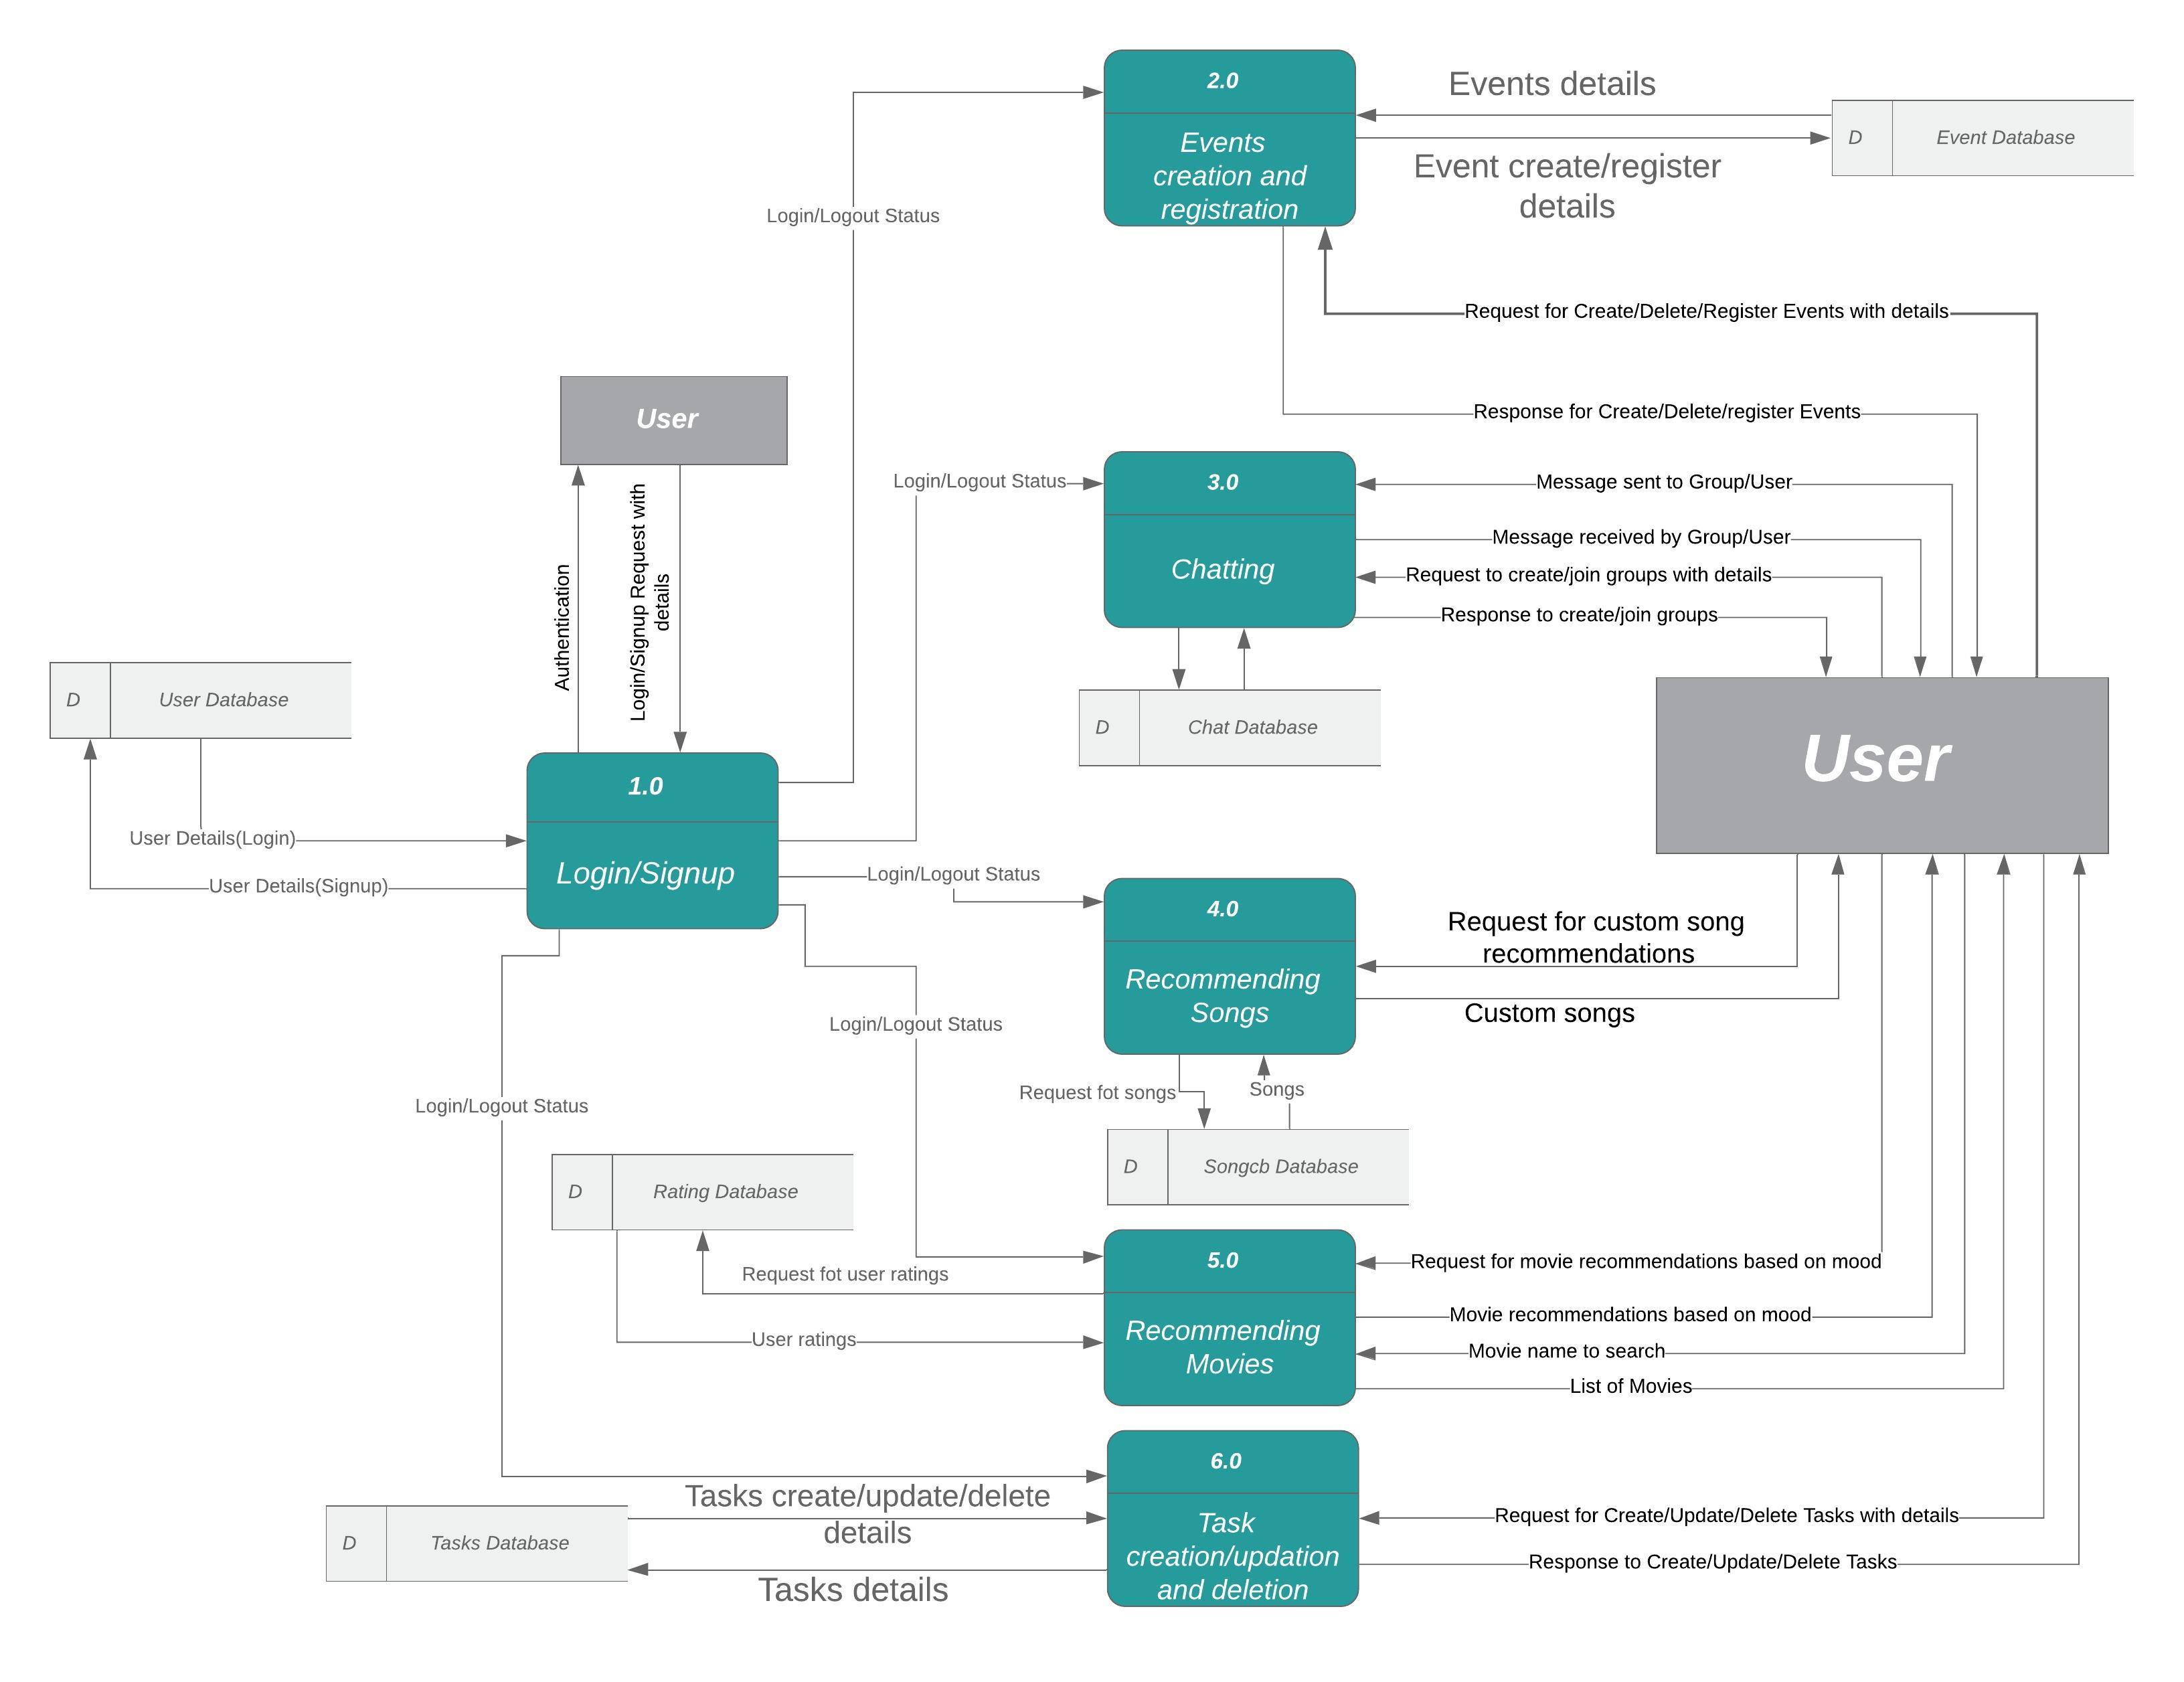 2.0
Events
creation and
registration
Events details
Event create/register
details
D
Event Database
Login/Logout Status
Request for Create/Delete/Register Events with details
Response for Create/Delete/register Events
User
Authentication
Login/Signup Request with
details
Login/Logout Status
3.0
Chatting
Message sent to Group/User
Message received by Group/User
Request to create/join groups with details
Response to create/join groups
D
Chat Database
D
User Database
User
1.0
Login/Signup
User Details(Login)
User Details(Signup)
Login/Logout Status
4.0
Recommending
Songs
Request for custom song
recommendations
Custom songs
Login/Logout Status
Request fot songs
Songs
Login/Logout Status
D
Songcb Database
D
Rating Database
Request fot user ratings
User ratings
5.0
Recommending
Movies
Request for movie recommendations based on mood
Movie recommendations based on mood
Movie name to search
List of Movies
6.0
Task
creation/updation
and deletion
Tasks create/update/delete
details
Tasks details
D
Tasks Database
Request for Create/Update/Delete Tasks with details
Response to Create/Update/Delete Tasks